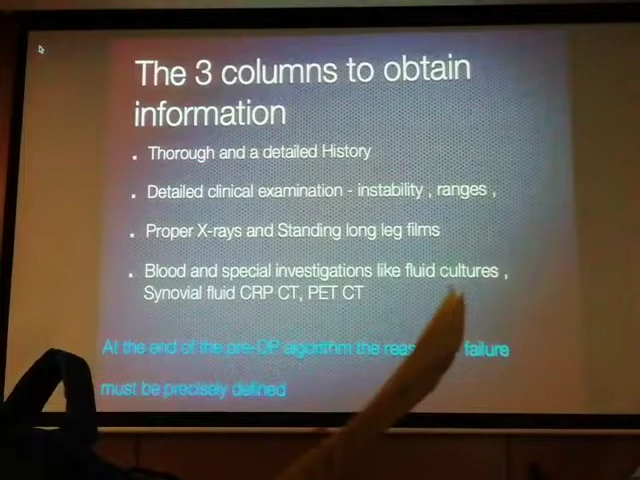 The 3 columns to obtain
information
. Thorough and a detailed History
. Detailed clinical examination - instability , ranges ,
. Proper X-rays and Standing long leg films
. Blood and special investigations like fluid cultures ,
Synovial fluid CRP CT, PET CT
At the end of the pre-OP algorithm the failure
must be precisely defined